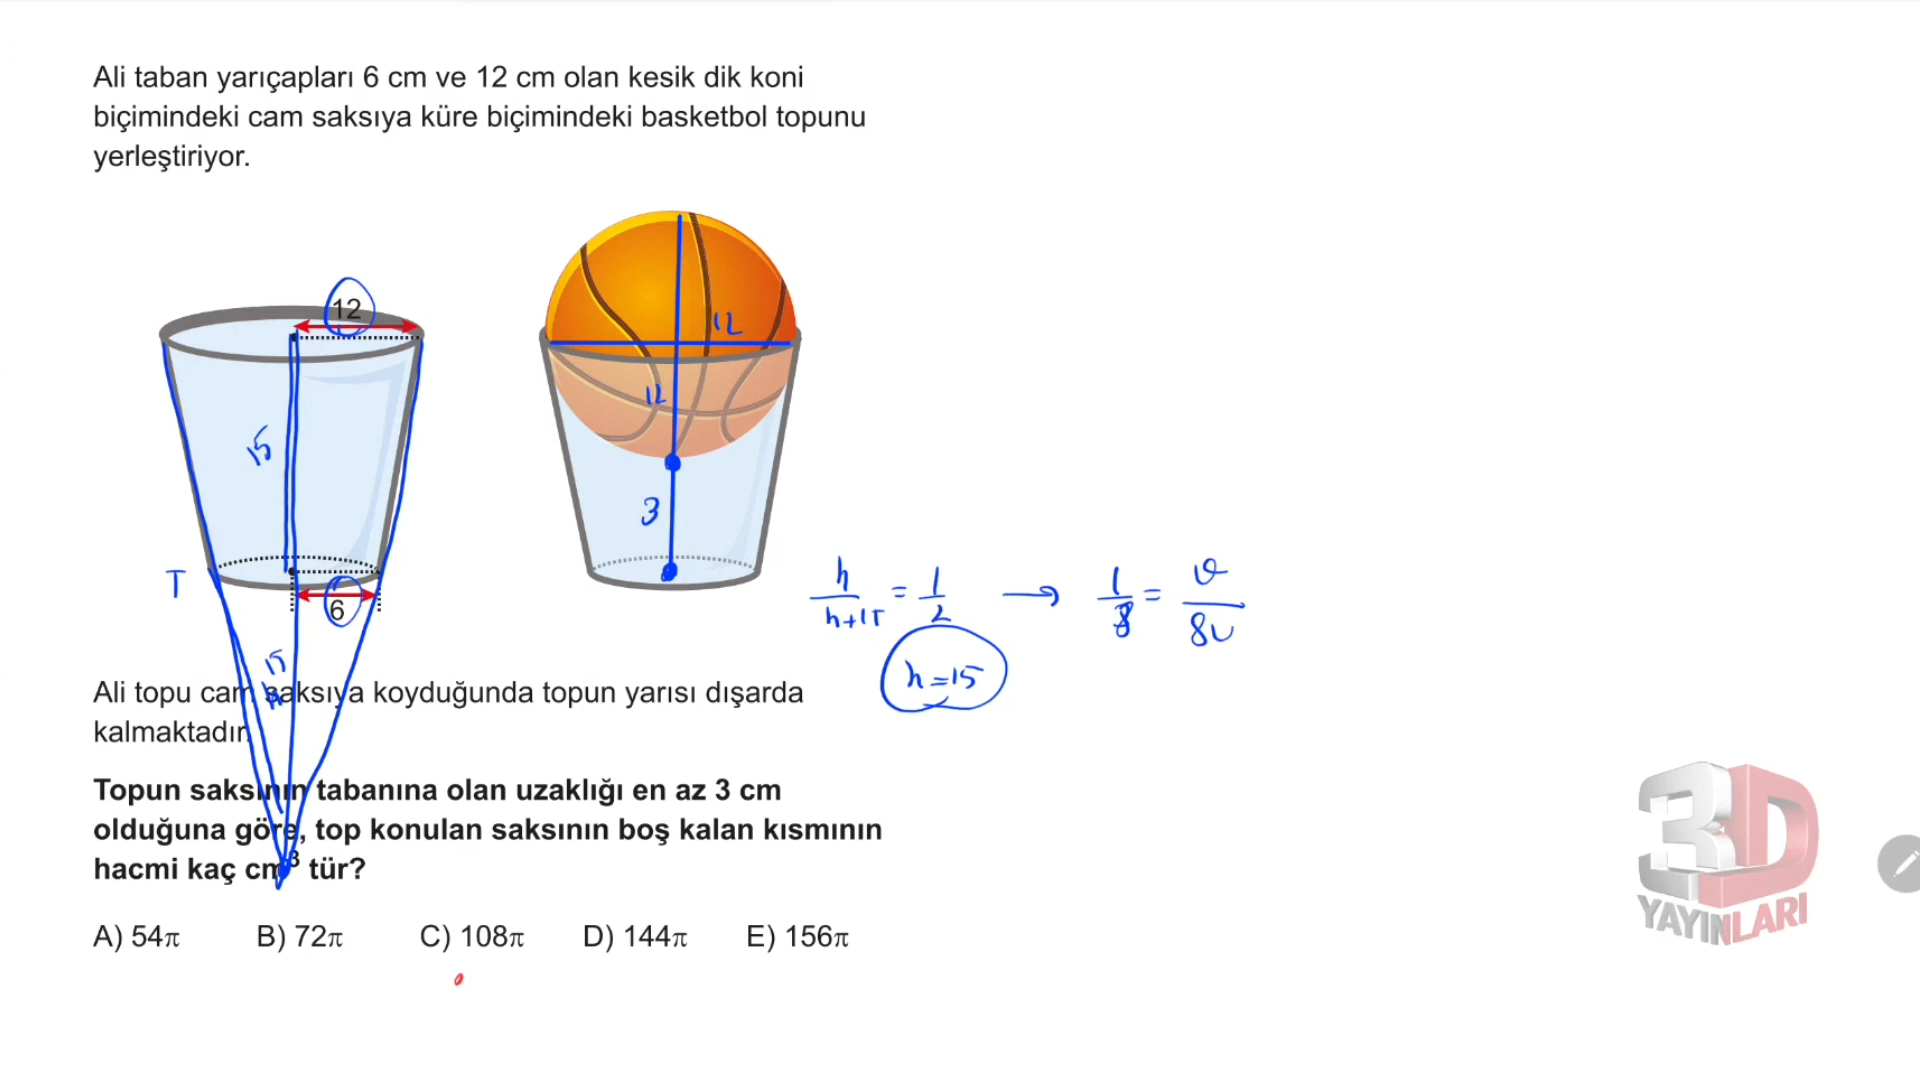 Ali taban yarıçapları 6 cm ve 12 cm olan kesik dik koni
biçimindeki cam saksıya küre biçimindeki basketbol topunu
yerleştiriyor.
12
12
12
15
3
T
6
h/(h+15) = 1/2 → 1/8 = v/8v
h=15
15
h
Ali topu cam saksıya koyduğunda topun yarısı dışarda
kalmaktadır.
Topun saksının tabanına olan uzaklığı en az 3 cm
olduğuna göre, top konulan saksının boş kalan kısmının
hacmi kaç cm³ tür?
A) 54π B) 72π C) 108π D) 144π E) 156π
3D
YAYINLARI